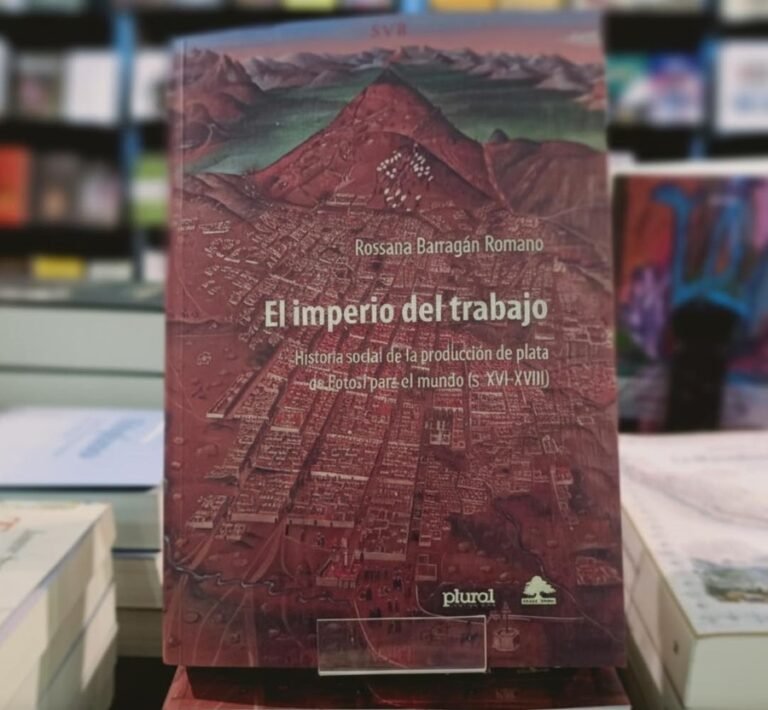 SVR
Rossana Barragán Romano
El imperio del trabajo
Historia social de la producción de plata
de Potosí para el mundo (s. XVI-XVIII)
plural